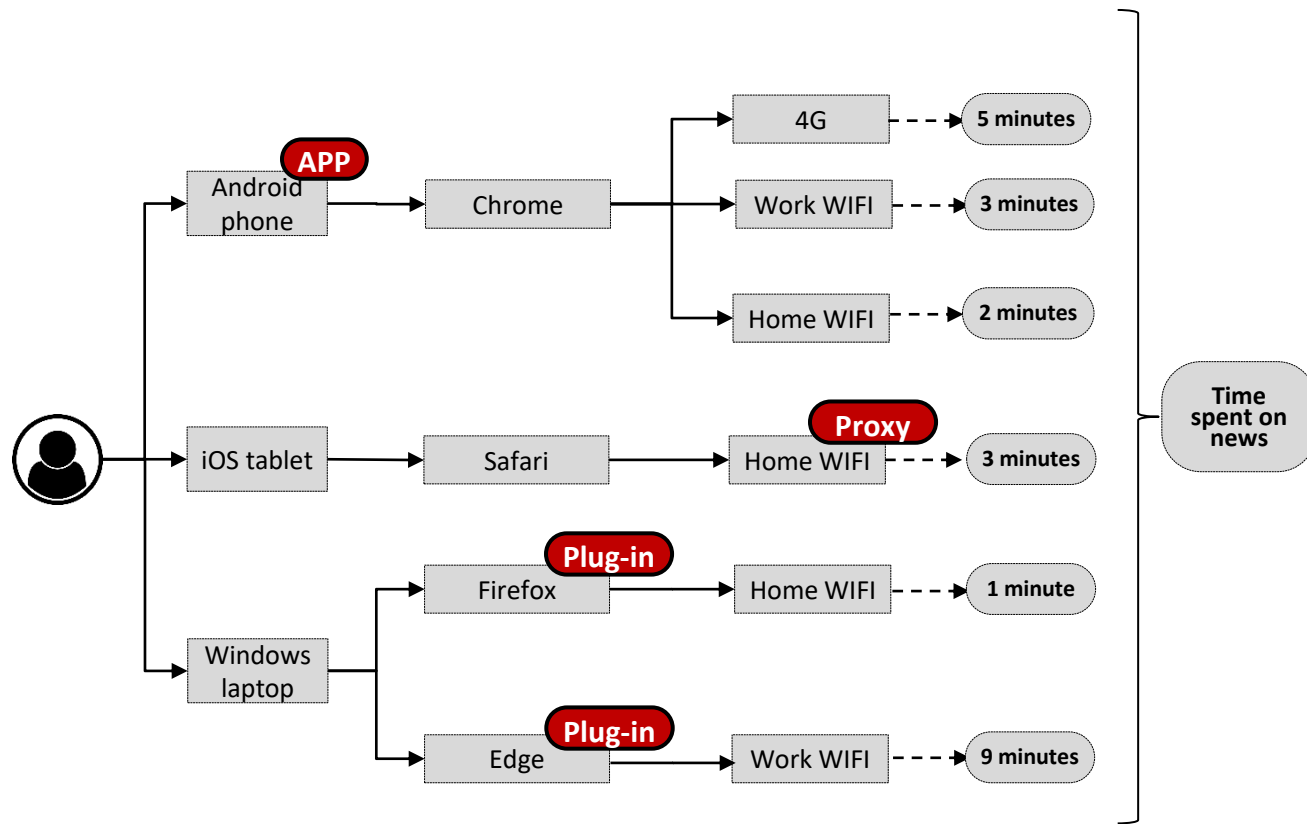 4G
5 minutes
APP
Android
phone
Chrome
Work WIFI
3 minutes
Home WIFI
2 minutes
Time
spent on
news
Proxy
iOS tablet
Safari
Home WIFI
3 minutes
Plug-in
Firefox
Home WIFI
1 minute
Windows
laptop
Plug-in
Edge
Work WIFI
9 minutes